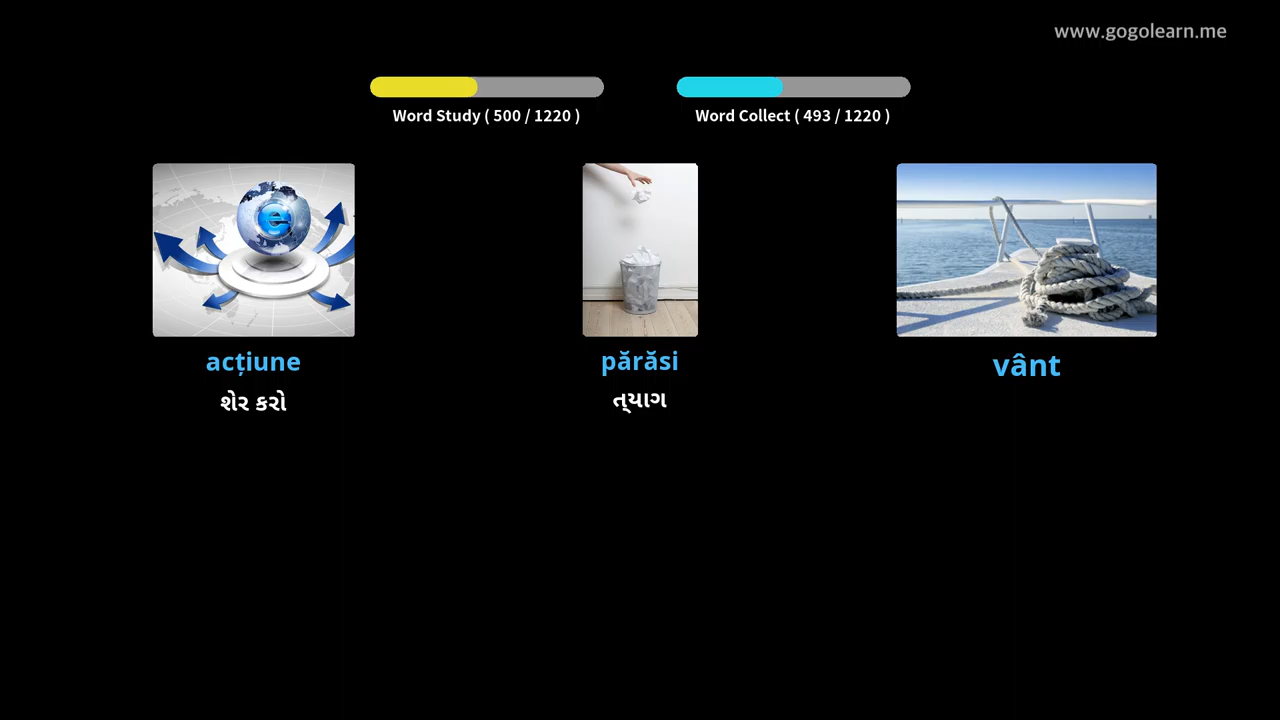 www.gogolearn.me
Word Study ( 500 / 1220 )
Word Collect ( 493 / 1220 )
acțiune
părăsi
vânt
શેર કરો
ત્યાગ